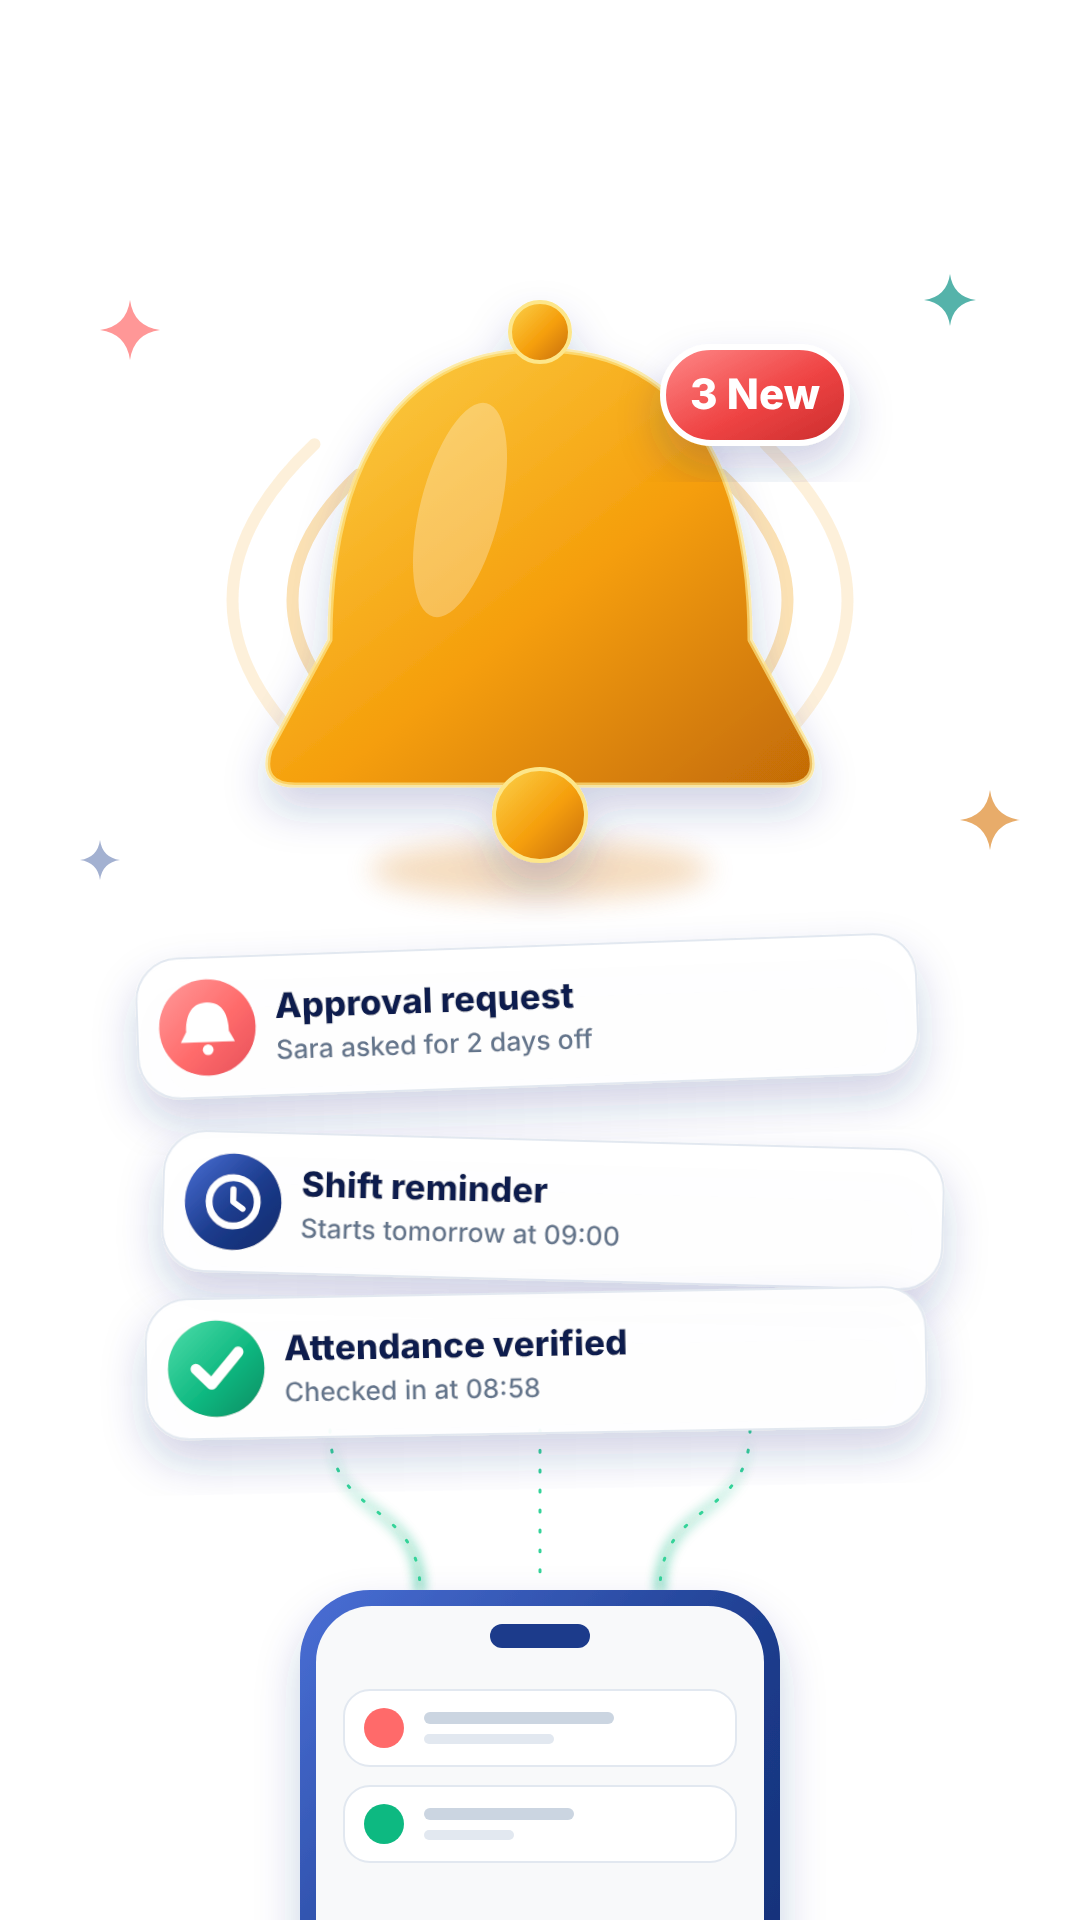 3 New
Approval request
Sara asked for 2 days off
Shift reminder
Starts tomorrow at 09:00
Attendance verified
Checked in at 08:58